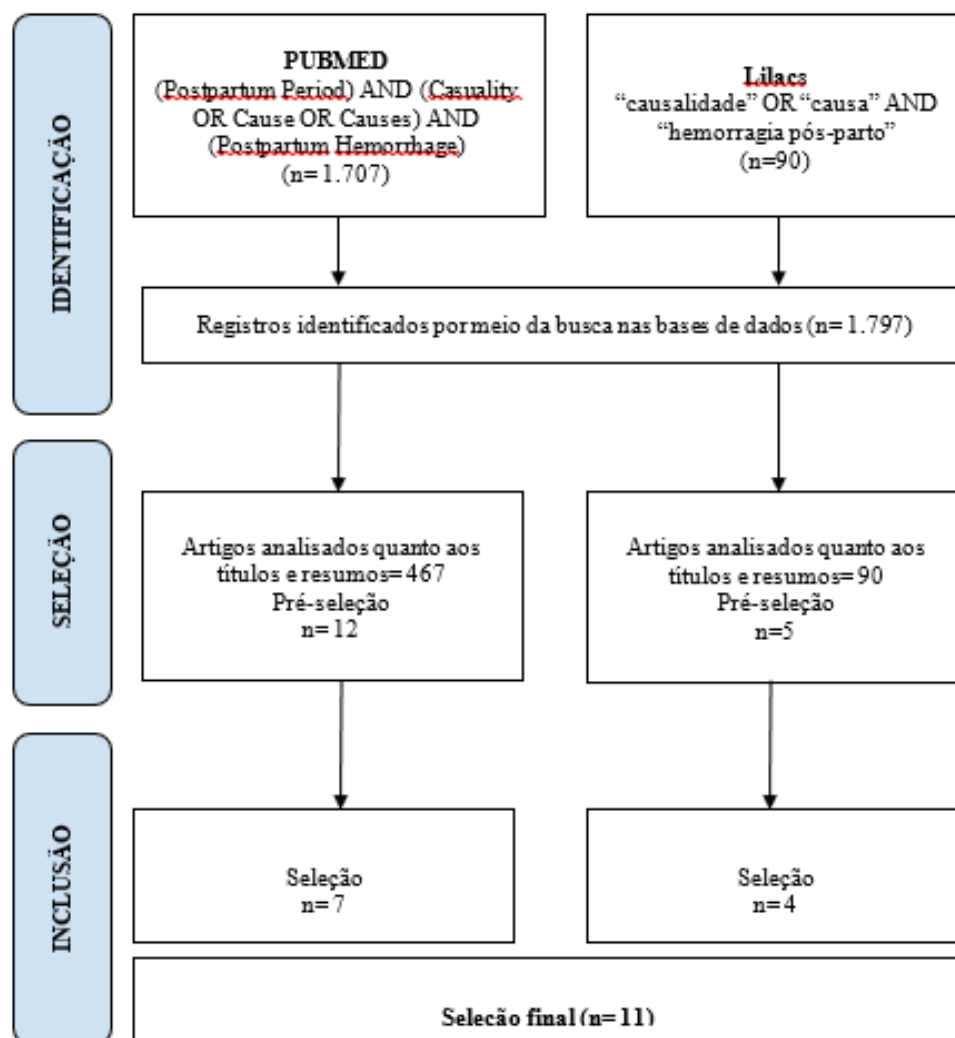 IDENTIFICAÇÃO
PUBMED
(Postpartum Period) AND (Casuality
OR Cause OR Causes) AND
(Postpartum Hemorrhage)
(n= 1.707)
Lilacs
“causalidade” OR “causa” AND
“hemorragia pós-parto”
(n=90)
Registros identificados por meio da busca nas bases de dados (n= 1.797)
SELEÇÃO
Artigos analisados quanto aos
títulos e resumos= 467
Pré-seleção
n= 12
Artigos analisados quanto aos
títulos e resumos= 90
Pré-seleção
n=5
INCLUSÃO
Seleção
n= 7
Seleção
n= 4
Seleção final (n= 11)